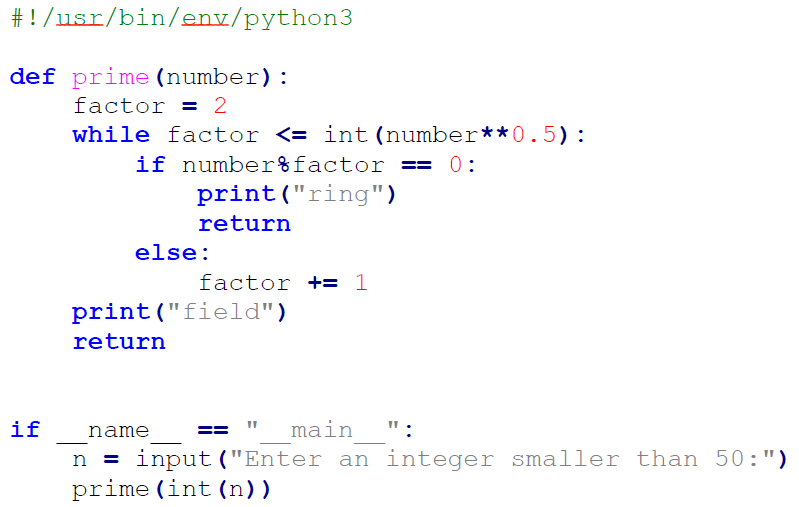 #!/usr/bin/env/python3
def prime(number):
    factor = 2
    while factor <= int(number**0.5):
        if number%factor == 0:
            print("ring")
            return
        else:
            factor += 1
    print("field")
    return
if __name__ == "__main__":
    n = input("Enter an integer smaller than 50:")
    prime(int(n))